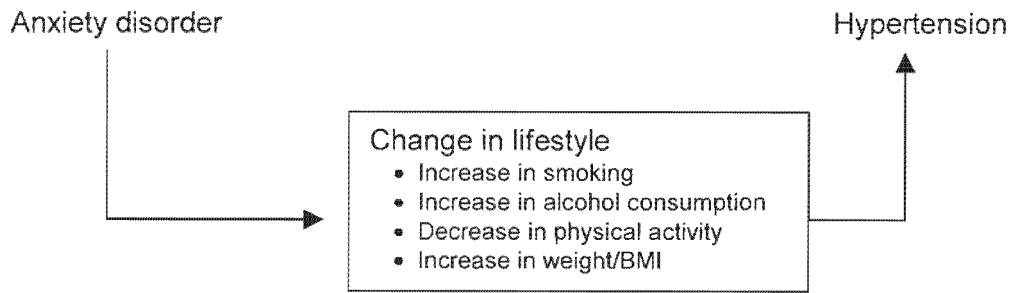 Anxiety disorder
Hypertension
Change in lifestyle
• Increase in smoking
• Increase in alcohol consumption
• Decrease in physical activity
• Increase in weight/BMI